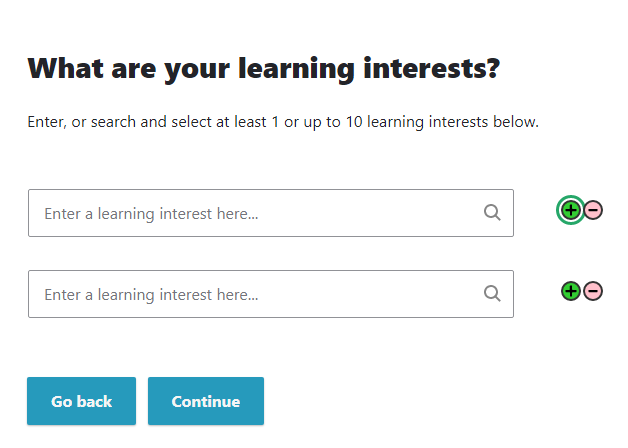 What are your learning interests?
Enter, or search and select at least 1 or up to 10 learning interests below.
Enter a learning interest here...
Enter a learning interest here...
Go back
Continue